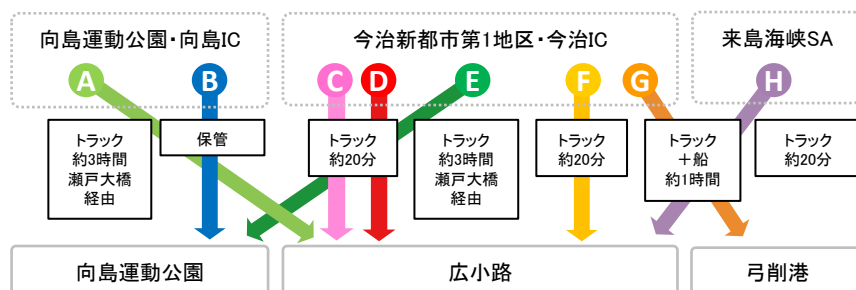 向島運動公園・向島IC
今治新都市第1地区・今治IC
来島海峡SA
A
B
C
D
E
F
G
H
トラック
約3時間
瀬戸大橋
経由
保管
トラック
約20分
トラック
約3時間
瀬戸大橋
経由
トラック
約20分
トラック
+船
約1時間
トラック
約20分
向島運動公園
広小路
弓削港